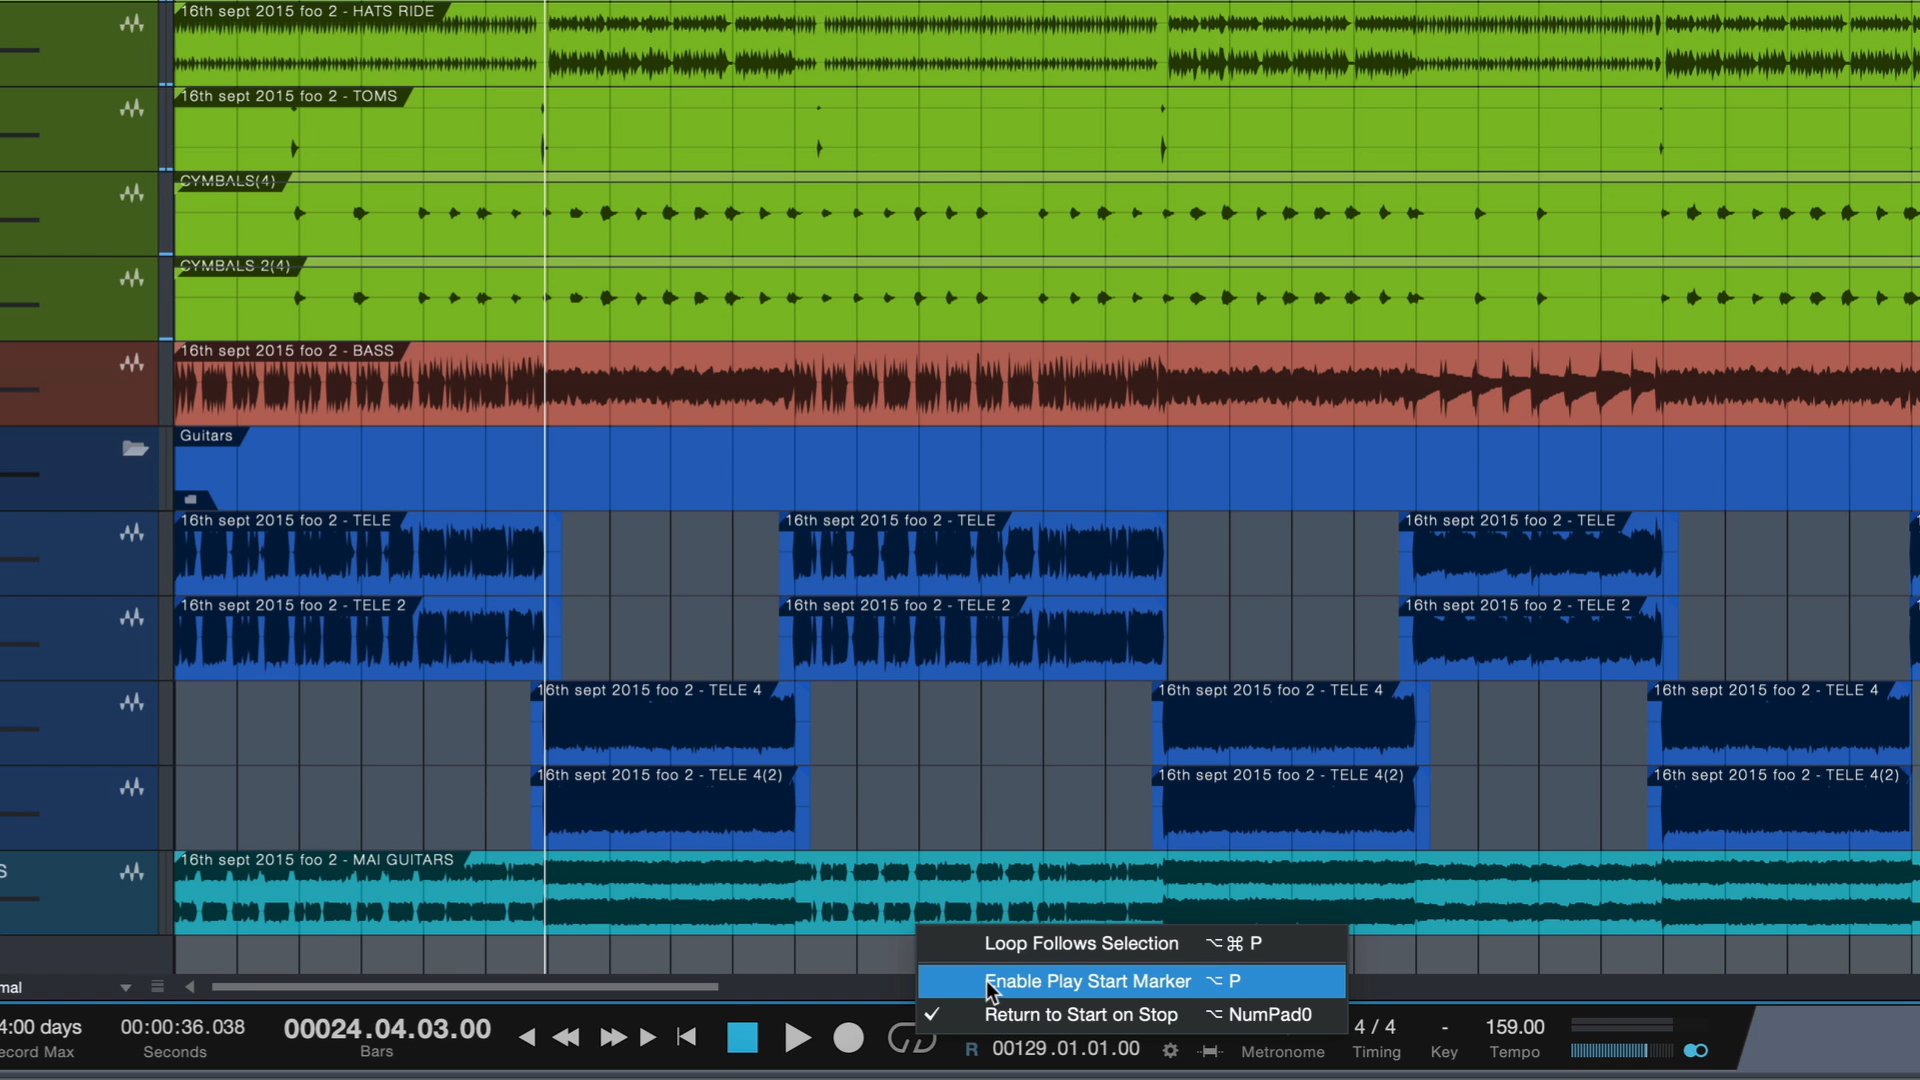 16th sept 2015 foo 2 - HATS RIDE
16th sept 2015 foo 2 - TOMS
CYMBALS(4)
CYMBALS 2(4)
16th sept 2015 foo 2 - BASS
Guitars
16th sept 2015 foo 2 - TELE
16th sept 2015 foo 2 - TELE
16th sept 2015 foo 2 - TELE
16th sept 2015 foo 2 - TELE 2
16th sept 2015 foo 2 - TELE 2
16th sept 2015 foo 2 - TELE 2
16th sept 2015 foo 2 - TELE 4
16th sept 2015 foo 2 - TELE 4
16th sept 2015 foo 2 - TELE 4
16th sept 2015 foo 2 - TELE 4(2)
16th sept 2015 foo 2 - TELE 4(2)
16th sept 2015 foo 2 - TELE 4(2)
S
16th sept 2015 foo 2 - MAI GUITARS
Loop Follows Selection ⌥⌘ P
Enable Play Start Marker ⌥ P
Return to Start on Stop ⌥ NumPad0
mal
4:00 days
ecord Max
00:00:36.038
Seconds
00024.04.03.00
Bars
R 00129.01.01.00
Metronome
4 / 4
Timing
-
Key
159.00
Tempo